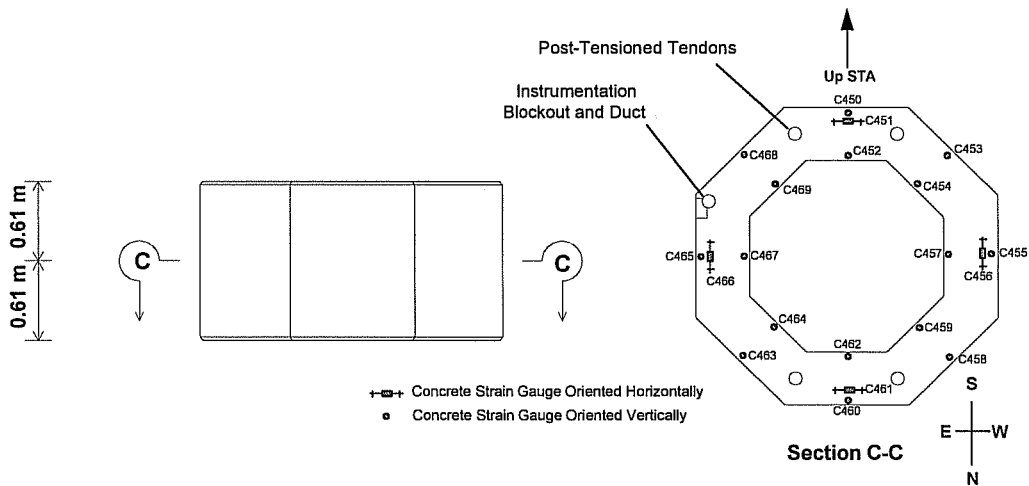 Post-Tensioned Tendons
Instrumentation
Blockout and Duct
Up STA
C450
C451
C452
C453
C468
C469
C454
0.61 m
0.61 m
C
C
C465
C467
C466
C457
C455
C456
C464
C459
C463
C462
C458
C461
C460
Concrete Strain Gauge Oriented Horizontally
Concrete Strain Gauge Oriented Vertically
Section C-C
S
E
W
N